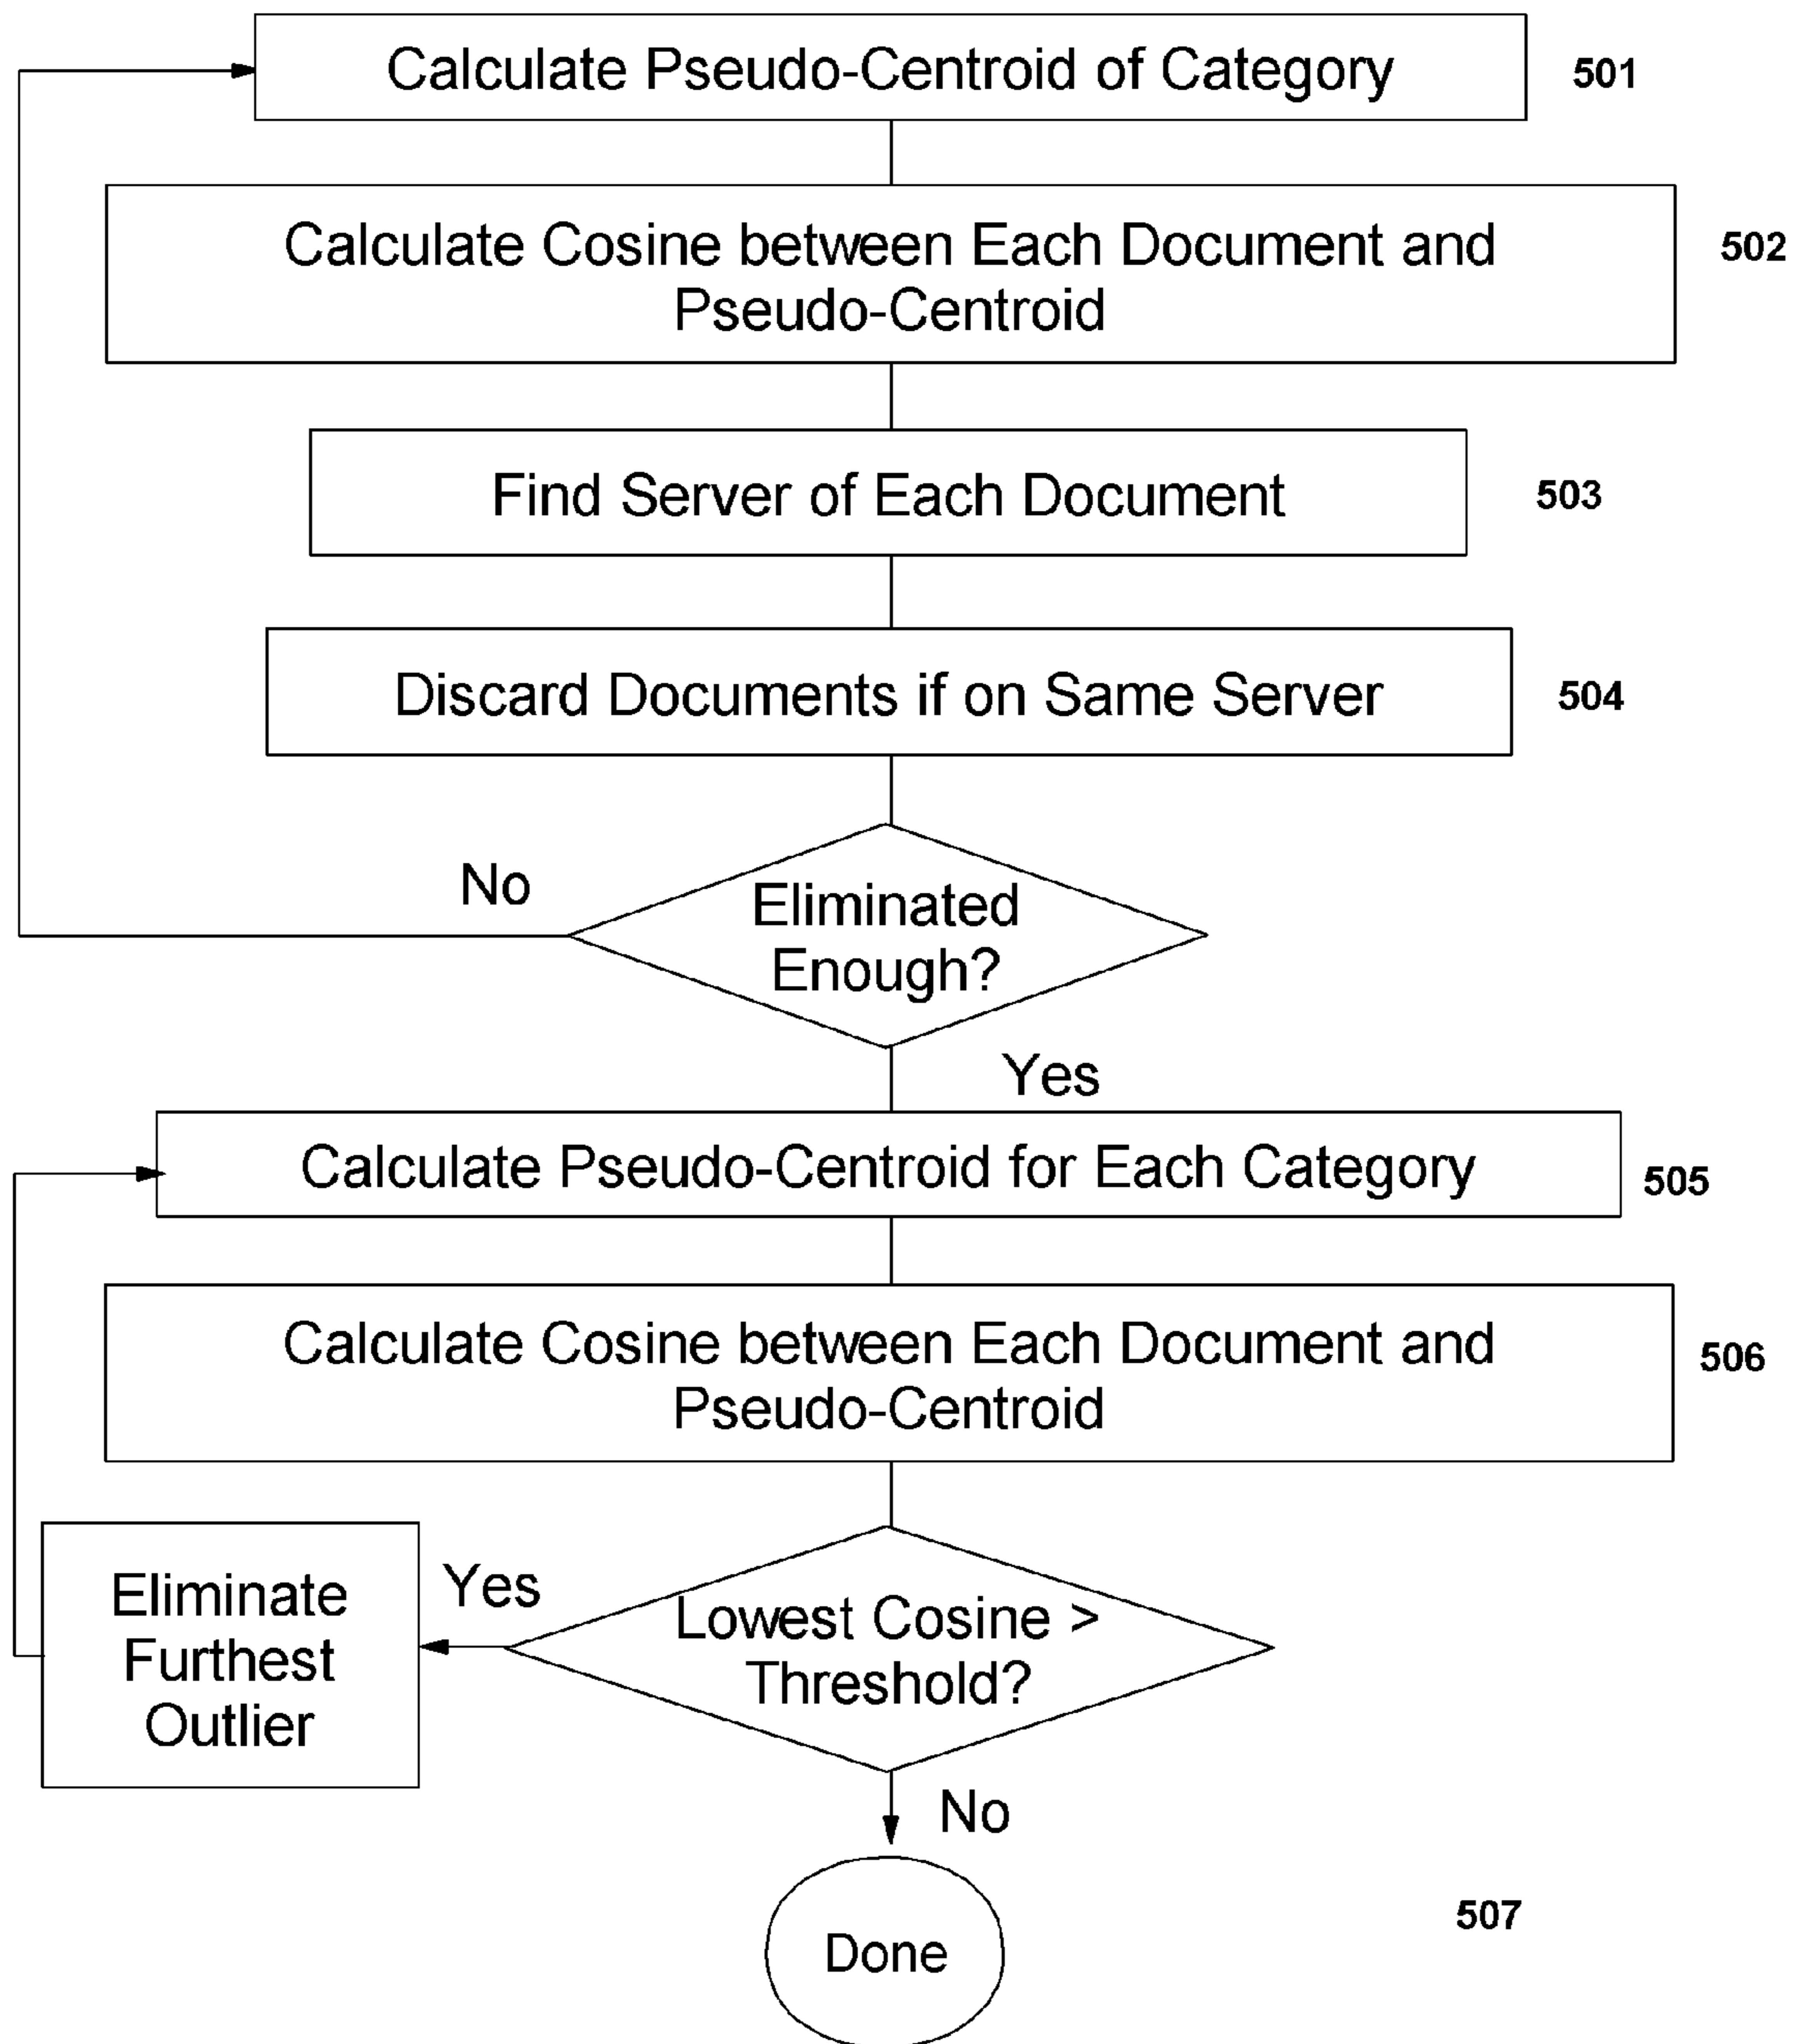 Calculate Pseudo-Centroid of Category
501
Calculate Cosine between Each Document and
Pseudo-Centroid
502
Find Server of Each Document
503
Discard Documents if on Same Server
504
No
Eliminated
Enough?
Yes
Calculate Pseudo-Centroid for Each Category
505
Calculate Cosine between Each Document and
Pseudo-Centroid
506
Eliminate
Furthest
Outlier
Yes
Lowest Cosine >
Threshold?
No
507
Done